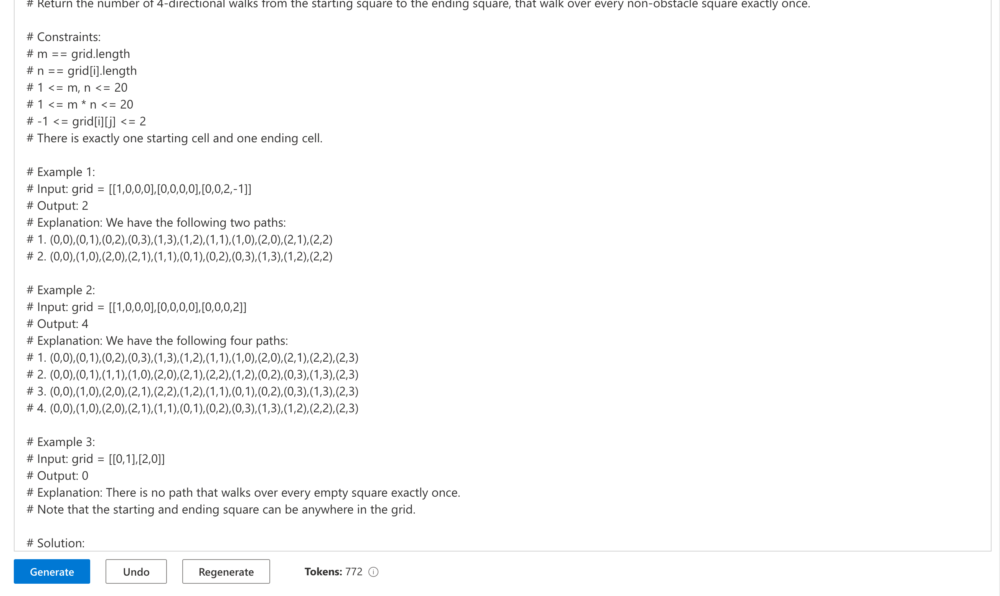 # Return the number of 4-directional walks from the starting square to the ending square, that walk over every non-obstacle square exactly once.
# Constraints:
# m == grid.length
# n == grid[i].length
# 1 <= m, n <= 20
# 1 <= m * n <= 20
# -1 <= grid[i][j] <= 2
# There is exactly one starting cell and one ending cell.
# Example 1:
# Input: grid = [[1,0,0,0],[0,0,0,0],[0,0,2,-1]]
# Output: 2
# Explanation: We have the following two paths:
# 1. (0,0),(0,1),(0,2),(0,3),(1,3),(1,2),(1,1),(1,0),(2,0),(2,1),(2,2)
# 2. (0,0),(1,0),(2,0),(2,1),(1,1),(0,1),(0,2),(0,3),(1,3),(1,2),(2,2)
# Example 2:
# Input: grid = [[1,0,0,0],[0,0,0,0],[0,0,0,2]]
# Output: 4
# Explanation: We have the following four paths:
# 1. (0,0),(0,1),(0,2),(0,3),(1,3),(1,2),(1,1),(1,0),(2,0),(2,1),(2,2),(2,3)
# 2. (0,0),(0,1),(1,1),(1,0),(2,0),(2,1),(2,2),(1,2),(0,2),(0,3),(1,3),(2,3)
# 3. (0,0),(1,0),(2,0),(2,1),(2,2),(1,2),(1,1),(0,1),(0,2),(0,3),(1,3),(2,3)
# 4. (0,0),(1,0),(2,0),(2,1),(1,1),(0,1),(0,2),(0,3),(1,3),(1,2),(2,2),(2,3)
# Example 3:
# Input: grid = [[0,1],[2,0]]
# Output: 0
# Explanation: There is no path that walks over every empty square exactly once.
# Note that the starting and ending square can be anywhere in the grid.
# Solution:
Generate Undo Regenerate Tokens: 772